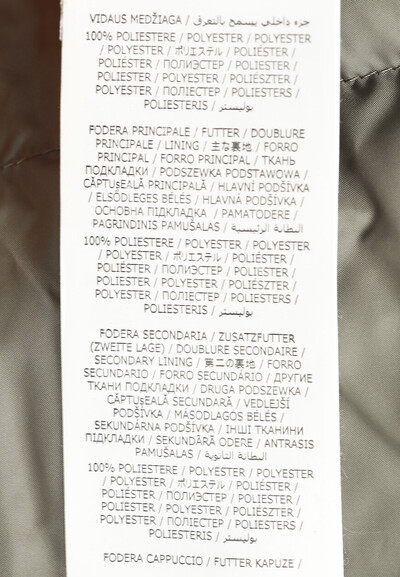 VIDAUS MEDŽIAGA / جزء داخلي يسمح بالتعرق /
100% POLIESTERE / POLYESTER / POLYESTER
/ POLYESTER / ポリエステル / POLIÉSTER /
POLIÉSTER / ПОЛИЭСТЕР / POLIESTER /
POLIESTER / POLYESTER / POLIÉSZTER /
POLYESTER / ПОЛІЕСТЕР / POLIESTERS /
POLIESTERIS / بوليستر /
FODERA PRINCIPALE / FUTTER / DOUBLURE
PRINCIPALE / LINING / 主な裏地 / FORRO
PRINCIPAL / FORRO PRINCIPAL / ТКАНЬ
ПОДКЛАДКИ / PODSZEWKA PODSTAWOWA /
CĂPTUȘEALĂ PRINCIPALĂ / HLAVNÍ PODŠÍVKA
/ ELSŐDLEGES BÉLÉS / HLAVNÁ PODŠÍVKA /
ОСНОВНА ПІДКЛАДКА / PAMATODERE /
PAGRINDINIS PAMUŠALAS / البطانة الرئيسية /
100% POLIESTERE / POLYESTER / POLYESTER
/ POLYESTER / ポリエステル / POLIÉSTER /
POLIÉSTER / ПОЛИЭСТЕР / POLIESTER /
POLIESTER / POLYESTER / POLIÉSZTER /
POLYESTER / ПОЛІЕСТЕР / POLIESTERS /
POLIESTERIS / بوليستر /
FODERA SECONDARIA / ZUSATZFUTTER
(ZWEITE LAGE) / DOUBLURE SECONDAIRE /
SECONDARY LINING / 第二の裏地 / FORRO
SECUNDARIO / FORRO SECUNDÁRIO / ДРУГИЕ
ТКАНИ ПОДКЛАДКИ / DRUGA PODSZEWKA /
CĂPTUȘEALĂ SECUNDARĂ / VEDLEJŠÍ
PODŠÍVKA / MÁSODLAGOS BÉLÉS /
SEKUNDÁRNA PODŠÍVKA / ІНШІ ТКАНИНИ
ПІДКЛАДКИ / SEKUNDĀRĀ ODERE / ANTRASIS
PAMUŠALAS / البطانة الثانوية /
100% POLIESTERE / POLYESTER / POLYESTER
/ POLYESTER / ポリエステル / POLIÉSTER /
POLIÉSTER / ПОЛИЭСТЕР / POLIESTER /
POLIESTER / POLYESTER / POLIÉSZTER /
POLYESTER / ПОЛІЕСТЕР / POLIESTERS /
POLIESTERIS / بوليستر /
FODERA CAPPUCCIO / FUTTER KAPUZE /